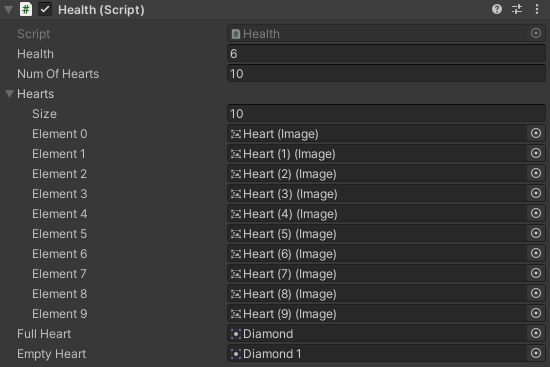 Health (Script)
Script Health
Health 6
Num Of Hearts 10
Hearts
Size 10
Element 0 Heart (Image)
Element 1 Heart (1) (Image)
Element 2 Heart (2) (Image)
Element 3 Heart (3) (Image)
Element 4 Heart (4) (Image)
Element 5 Heart (5) (Image)
Element 6 Heart (6) (Image)
Element 7 Heart (7) (Image)
Element 8 Heart (8) (Image)
Element 9 Heart (9) (Image)
Full Heart Diamond
Empty Heart Diamond 1